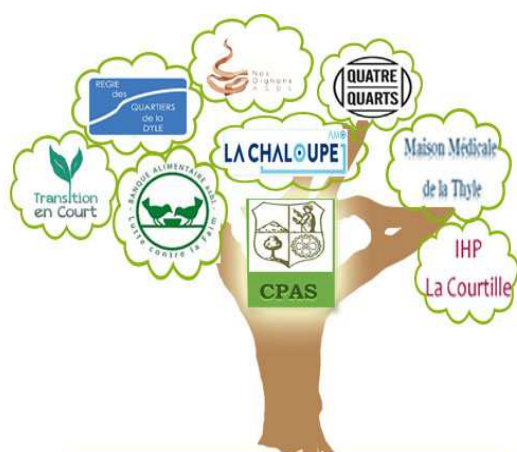 Nos
Oignons
ASBL
QUATRE
QUARTS
REGIE
des
QUARTIERS
de la
DYLE
AMO
LA CHALOUPE
Maison Médicale
de la Thyle
Transition
en Court
BANQUE ALIMENTAIRE Asbl
Lutte contre la faim
IHP
La Courtille
CPAS